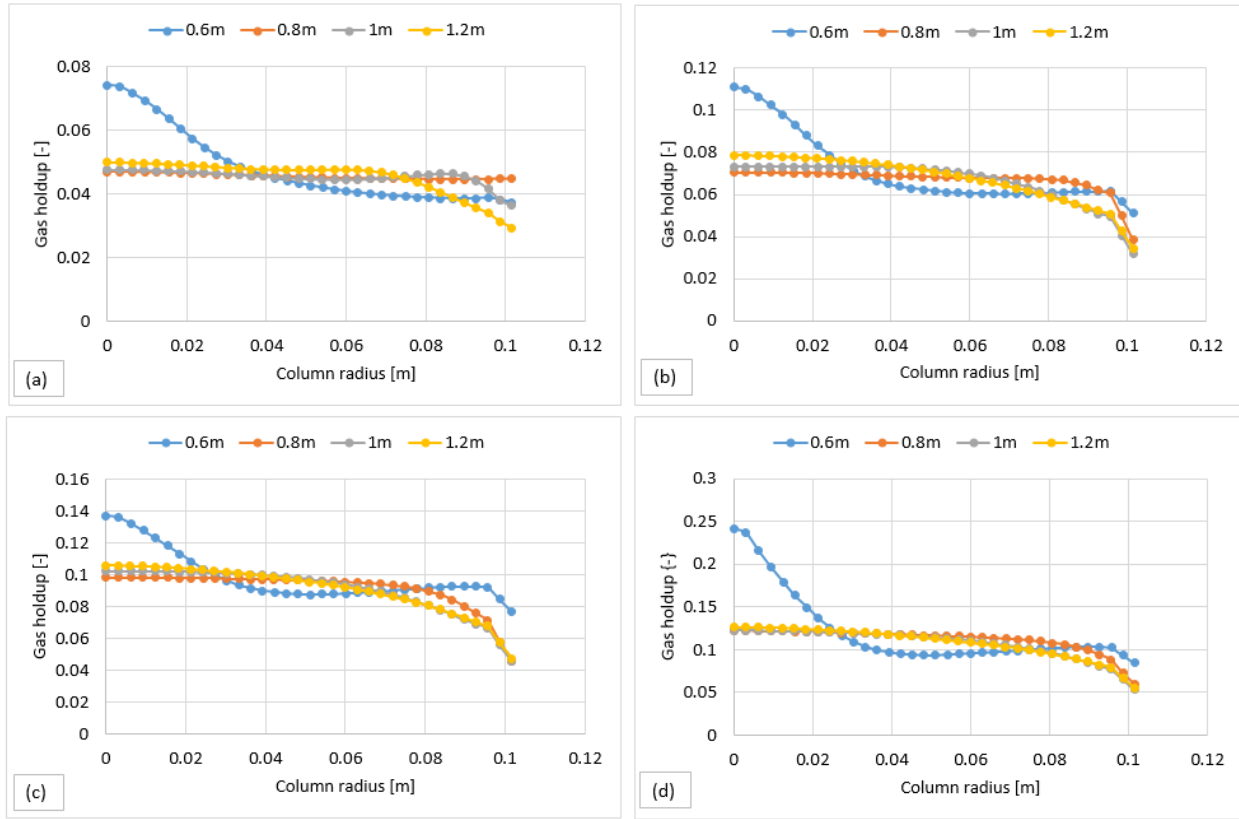 0.6m 0.8m 1m 1.2m
0.08
0.06
0.04
0.02
0
Gas holdup [-]
0 0.02 0.04 0.06 0.08 0.1 0.12
Column radius [m]
(a)
0.6m 0.8m 1m 1.2m
0.12
0.1
0.08
0.06
0.04
0.02
0
Gas holdup [-]
0 0.02 0.04 0.06 0.08 0.1 0.12
Column radius [m]
(b)
0.6m 0.8m 1m 1.2m
0.16
0.14
0.12
0.1
0.08
0.06
0.04
0.02
0
Gas holdup [-]
0 0.02 0.04 0.06 0.08 0.1 0.12
Column radius [m]
(c)
0.6m 0.8m 1m 1.2m
0.3
0.25
0.2
0.15
0.1
0.05
0
Gas holdup {-}
0 0.02 0.04 0.06 0.08 0.1 0.12
Column radius [m]
(d)